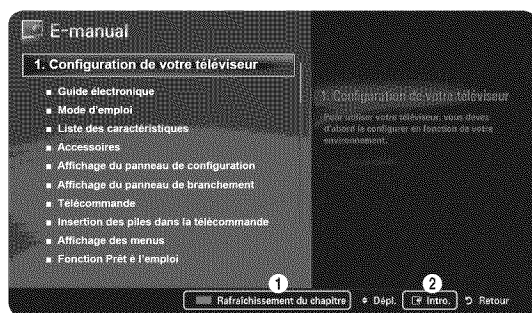 E-manual
1. Configuration de votre téléviseur
Guide électronique
Mode d'emploi
Liste des caractéristiques
Accessoires
Affichage du panneau de configuration
Affichage du panneau de branchement
Télécommande
Insertion des piles dans la télécommande
Affichage des menus
Fonction Prêt é l'emploi
1. Configuration de votre téléviseur
Pour utiliser votre téléviseur, vous devez
d'abord le configurer en fonction de votre
environnement.
1
2
Rafraîchissement du chapitre
Dépl.
Intro.
Retour